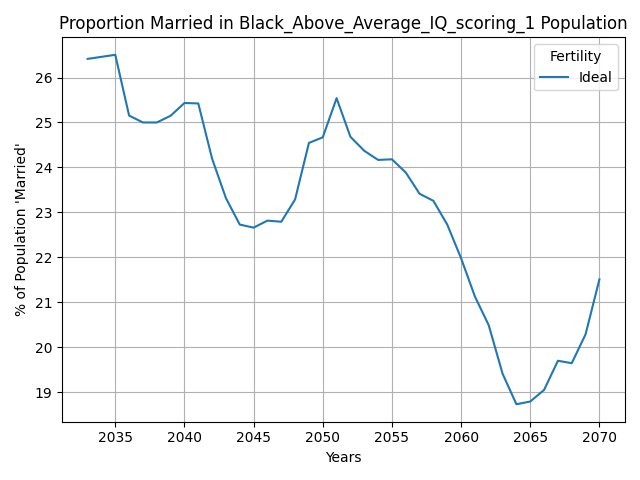 Proportion Married in Black_Above_Average_IQ_scoring_1 Population
Fertility
Ideal
% of Population 'Married'
26
25
24
23
22
21
20
19
2035 2040 2045 2050 2055 2060 2065 2070
Years